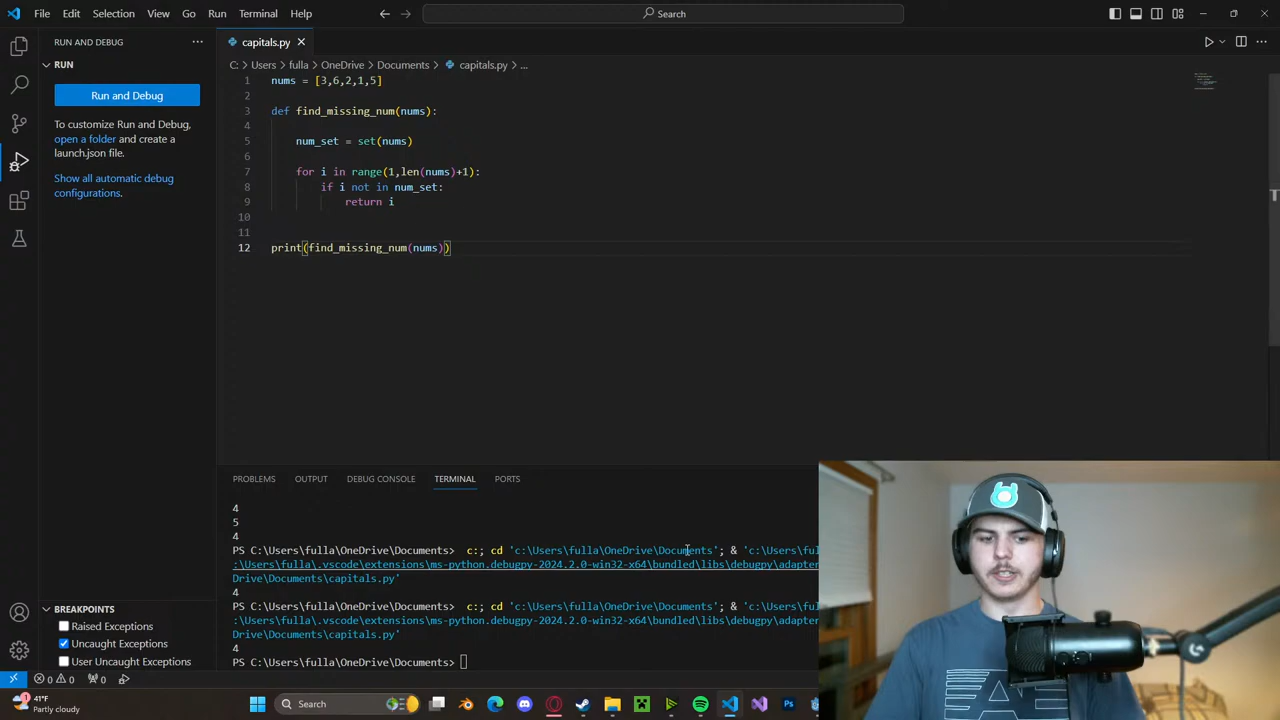 File Edit Selection View Go Run Terminal Help
Search
RUN AND DEBUG
RUN
Run and Debug
To customize Run and Debug,
open a folder and create a
launch.json file.
Show all automatic debug
configurations.
BREAKPOINTS
Raised Exceptions
Uncaught Exceptions
User Uncaught Exceptions
capitals.py
C: > Users > fulla > OneDrive > Documents > capitals.py > ...
1 nums = [3,6,2,1,5]
2
3 def find_missing_num(nums):
4
5 num_set = set(nums)
6
7 for i in range(1,len(nums)+1):
8 if i not in num_set:
9 return i
10
11
12 print(find_missing_num(nums))
PROBLEMS OUTPUT DEBUG CONSOLE TERMINAL PORTS
4
5
4
PS C:\Users\fulla\OneDrive\Documents> c:; cd 'c:\Users\fulla\OneDrive\Documents'; & 'c:\Users\ful
:\Users\fulla\.vscode\extensions\ms-python.debugpy-2024.2.0-win32-x64\bundled\libs\debugpy\adapter
Drive\Documents\capitals.py'
4
PS C:\Users\fulla\OneDrive\Documents> c:; cd 'c:\Users\fulla\OneDrive\Documents'; & 'c:\Users\ful
:\Users\fulla\.vscode\extensions\ms-python.debugpy-2024.2.0-win32-x64\bundled\libs\debugpy\adapter
Drive\Documents\capitals.py'
4
PS C:\Users\fulla\OneDrive\Documents>
0 0 0
1
41°F
Partly cloudy
Search
Ps